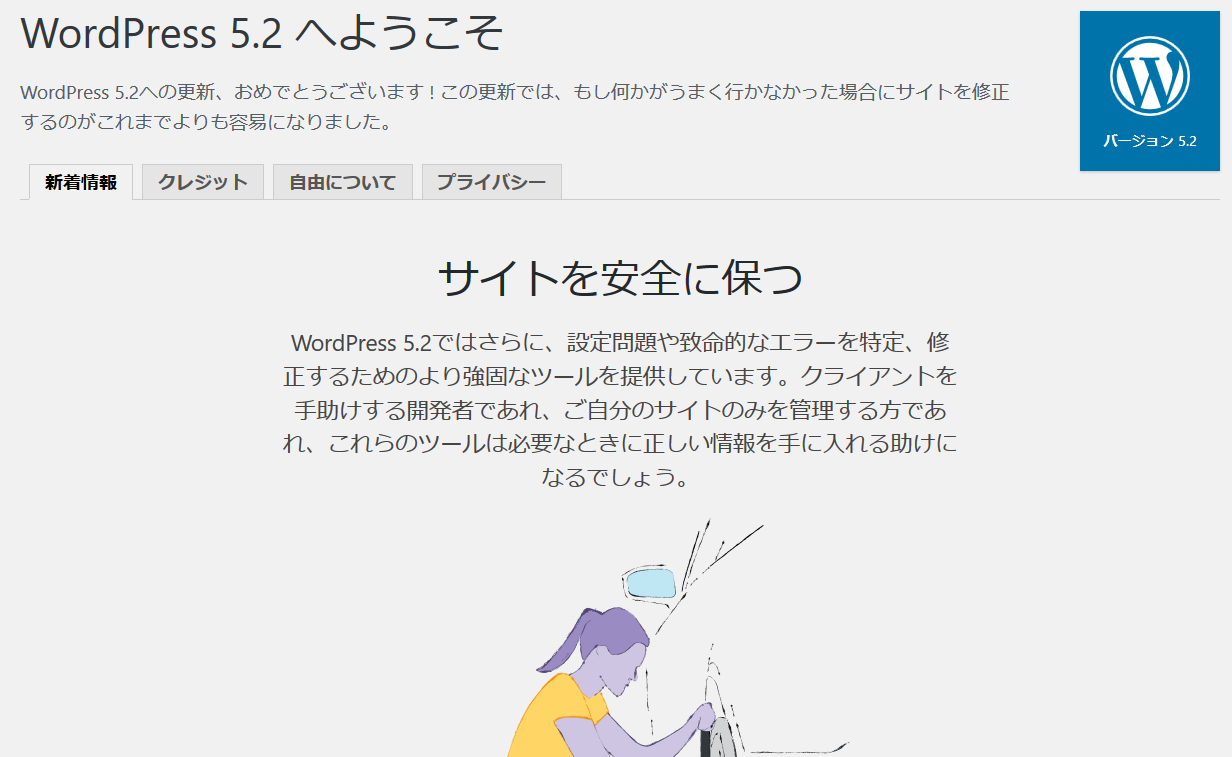 WordPress 5.2 へようこそ
WordPress 5.2への更新、おめでとうございます ! この更新では、もし何かがうまく行かなかった場合にサイトを修正
するのがこれまでよりも容易になりました。
バージョン 5.2
新着情報
クレジット
自由について
プライバシー
サイトを安全に保つ
WordPress 5.2ではさらに、設定問題や致命的なエラーを特定、修
正するためのより強固なツールを提供しています。クライアントを
手助けする開発者であれ、ご自分のサイトのみを管理する方であ
れ、これらのツールは必要なときに正しい情報を手に入れる助けに
なるでしょう。